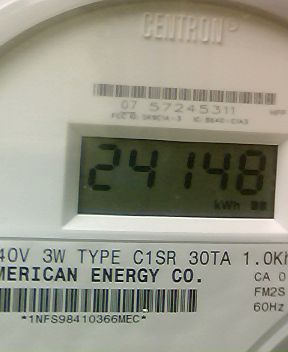 CENTRON
07 57245311
24148
kWh
40V 3W TYPE C1SR 30TA 1.0Kh
MERICAN ENERGY CO.
CA 0
FM2S
60Hz
*1NFS98410366MEC*